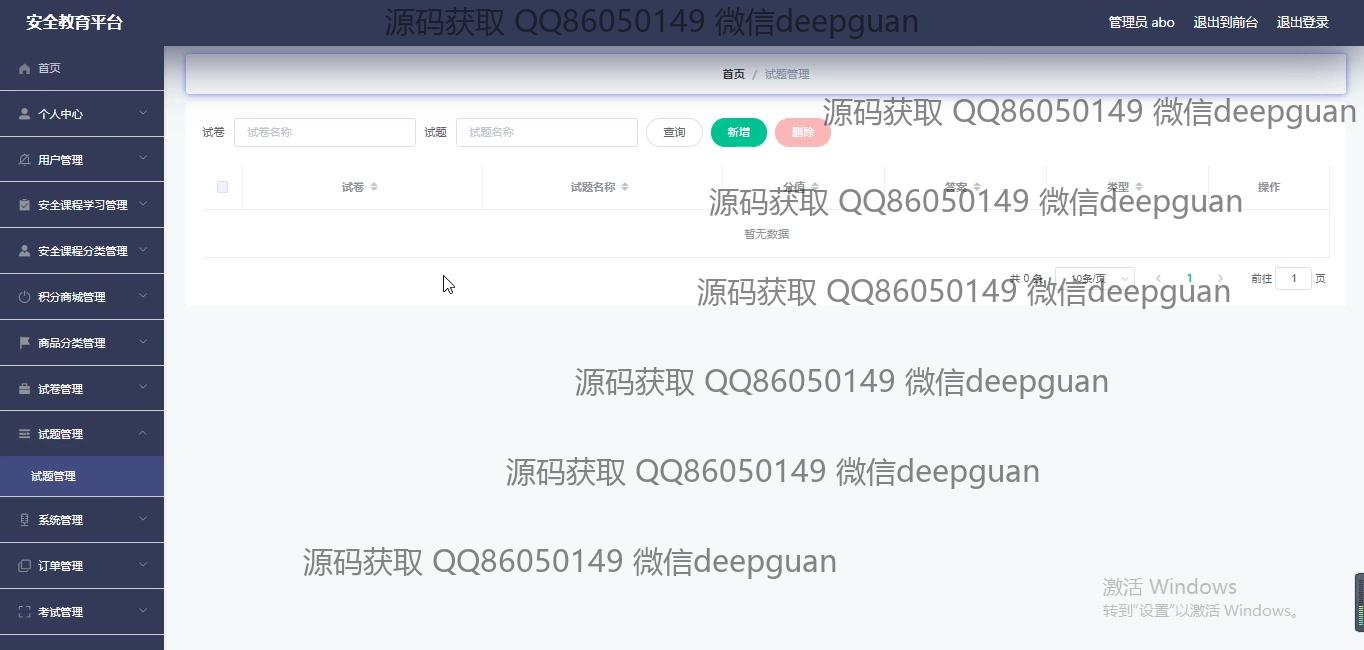 安全教育平台
源码获取 QQ86050149 微信deepguan
管理员 abo 退出到前台 退出登录
首页
个人中心
用户管理
安全课程学习管理
安全课程分类管理
积分商城管理
商品分类管理
试卷管理
试题管理
试题管理
系统管理
订单管理
考试管理
首页 / 试题管理
源码获取 QQ86050149 微信deepguan
试卷 试卷名称 试题 试题名称 查询 新增 删除
试卷 试题名称 分值 答案 类型 操作
源码获取 QQ86050149 微信deepguan
暂无数据
共 0 条 10条/页 1 前往 1 页
源码获取 QQ86050149 微信deepguan
源码获取 QQ86050149 微信deepguan
源码获取 QQ86050149 微信deepguan
源码获取 QQ86050149 微信deepguan
激活 Windows
转到“设置”以激活 Windows。